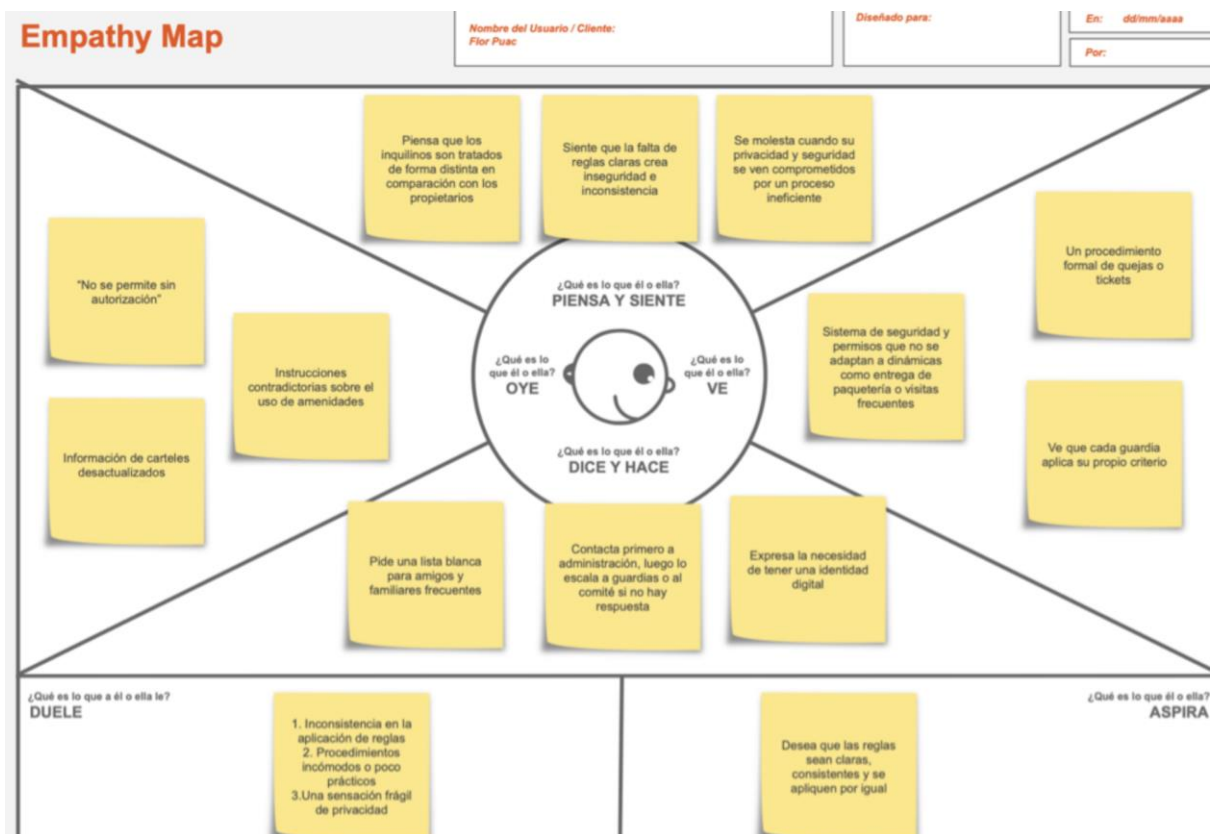 Empathy Map
Nombre del Usuario / Cliente:
Flor Puac
Diseñado para:
En: dd/mm/aaaa
Por:
Piensa que los
inquilinos son tratados
de forma distinta en
comparación con los
propietarios
Siente que la falta de
reglas claras crea
inseguridad e
inconsistencia
Se molesta cuando su
privacidad y seguridad
se ven comprometidos
por un proceso
ineficiente
"No se permite sin
autorización"
Instrucciones
contradictorias sobre el
uso de amenidades
Información de carteles
desactualizados
¿Qué es lo que él o ella?
PIENSA Y SIENTE
¿Qué es lo
que él o ella?
OYE
¿Qué es lo
que él o ella?
VE
¿Qué es lo que él o ella?
DICE Y HACE
Un procedimiento
formal de quejas o
tickets
Sistema de seguridad y
permisos que no se
adaptan a dinámicas
como entrega de
paquetería o visitas
frecuentes
Ve que cada guardia
aplica su propio criterio
Pide una lista blanca
para amigos y
familiares frecuentes
Contacta primero a
administración, luego lo
escala a guardias o al
comité si no hay
respuesta
Expresa la necesidad
de tener una identidad
digital
¿Qué es lo que a él o ella le?
DUELE
1. Inconsistencia en la
aplicación de reglas
2. Procedimientos
incómodos o poco
prácticos
3.Una sensación frágil
de privacidad
¿Qué es lo que él o ella?
ASPIRA
Desea que las reglas
sean claras,
consistentes y se
apliquen por igual